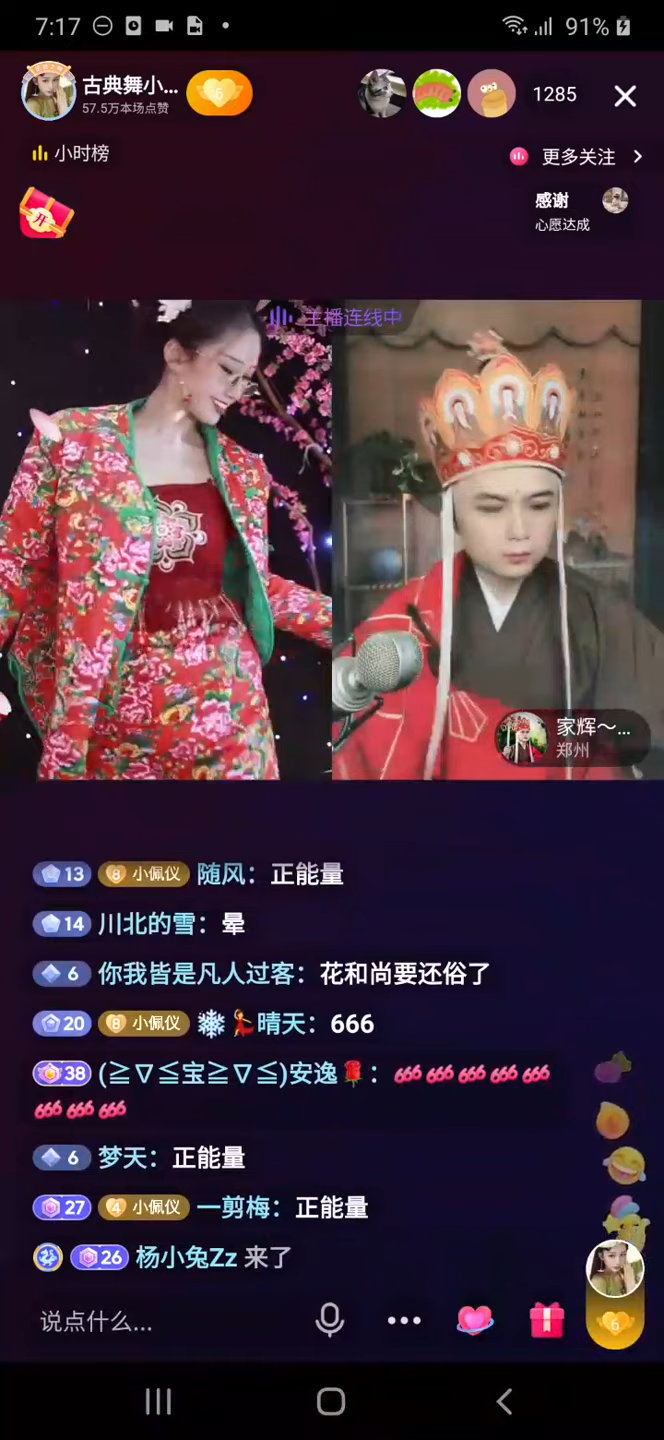 7:17
91%
古典舞小...
57.5万本场点赞
6
1285
小时榜
更多关注
开
感谢
心愿达成
主播连线中
家辉～...
郑州
13 8 小佩仪 随风：正能量
14 川北的雪：晕
6 你我皆是凡人过客：花和尚要还俗了
20 8 小佩仪 ❄💃晴天：666
38 (≧∇≦宝≧∇≦)安逸🌹：666 666 666 666 666
666 666 666
6 梦天：正能量
27 4 小佩仪 一剪梅：正能量
26 杨小兔Zz 来了
说点什么...
6